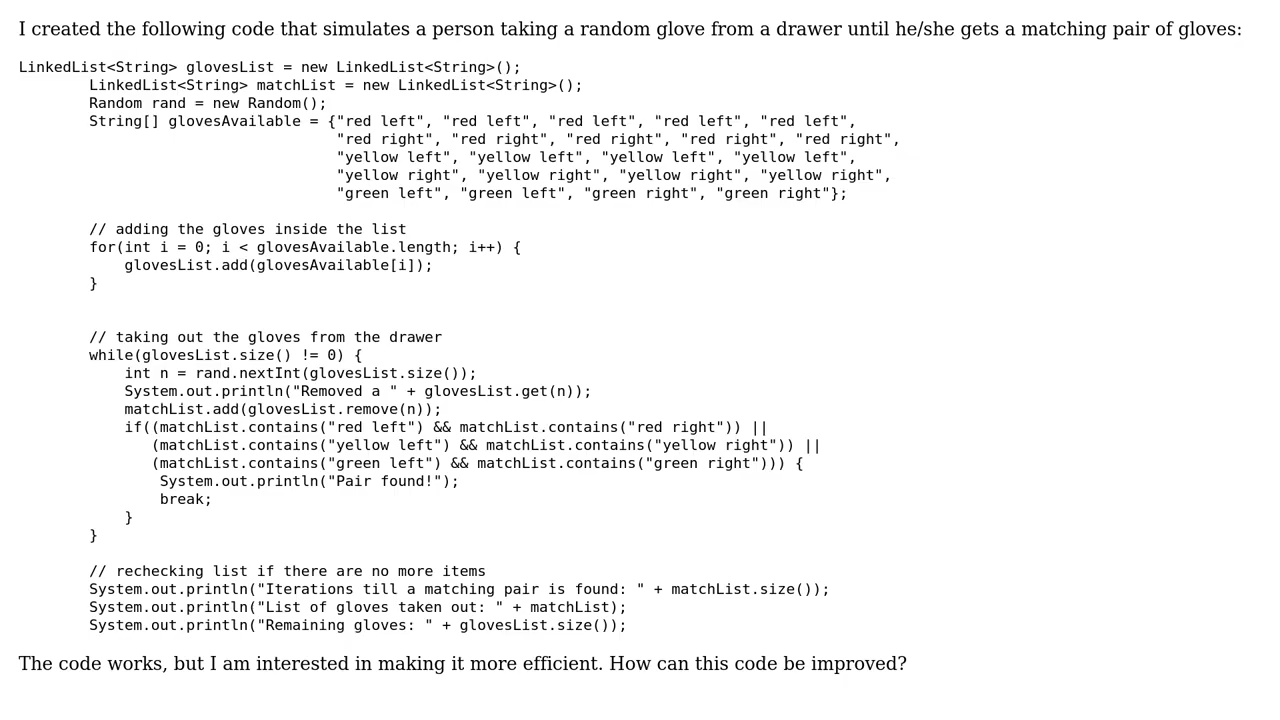 I created the following code that simulates a person taking a random glove from a drawer until he/she gets a matching pair of gloves:
LinkedList<String> glovesList = new LinkedList<String>();
        LinkedList<String> matchList = new LinkedList<String>();
        Random rand = new Random();
        String[] glovesAvailable = {"red left", "red left", "red left", "red left", "red left",
                                    "red right", "red right", "red right", "red right", "red right",
                                    "yellow left", "yellow left", "yellow left", "yellow left",
                                    "yellow right", "yellow right", "yellow right", "yellow right",
                                    "green left", "green left", "green right", "green right"};

        // adding the gloves inside the list
        for(int i = 0; i < glovesAvailable.length; i++) {
            glovesList.add(glovesAvailable[i]);
        }


        // taking out the gloves from the drawer
        while(glovesList.size() != 0) {
            int n = rand.nextInt(glovesList.size());
            System.out.println("Removed a " + glovesList.get(n));
            matchList.add(glovesList.remove(n));
            if((matchList.contains("red left") && matchList.contains("red right")) ||
               (matchList.contains("yellow left") && matchList.contains("yellow right")) ||
               (matchList.contains("green left") && matchList.contains("green right"))) {
                System.out.println("Pair found!");
                break;
            }
        }

        // rechecking list if there are no more items
        System.out.println("Iterations till a matching pair is found: " + matchList.size());
        System.out.println("List of gloves taken out: " + matchList);
        System.out.println("Remaining gloves: " + glovesList.size());
The code works, but I am interested in making it more efficient. How can this code be improved?